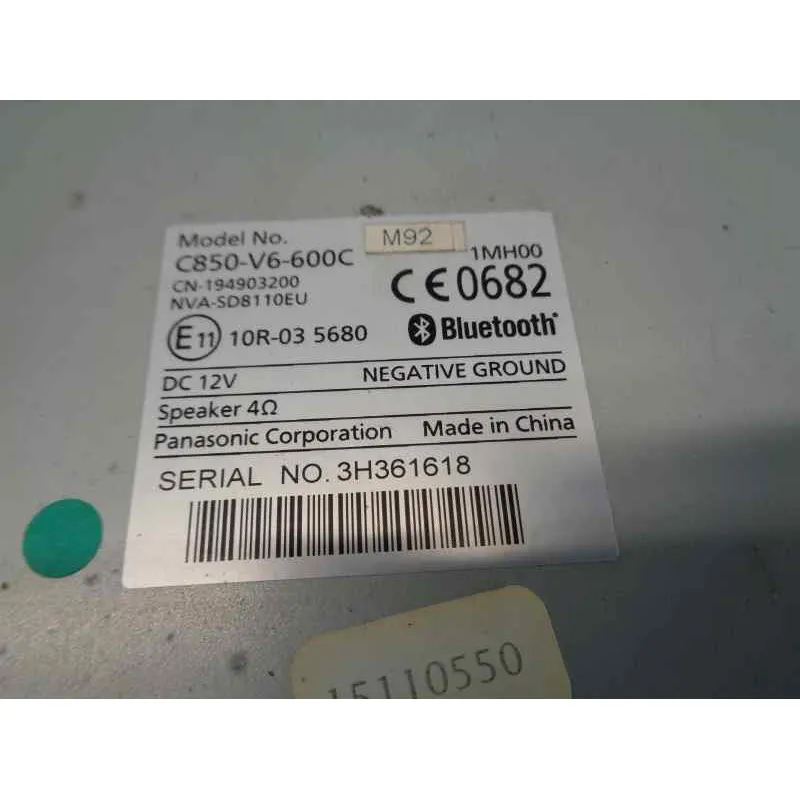 Model No. M92
C850-V6-600C 1MH00
CN-194903200
NVA-SD8110EU CE0682
E11 10R-03 5680 Bluetooth®
DC 12V NEGATIVE GROUND
Speaker 4Ω
Panasonic Corporation Made in China
SERIAL NO. 3H361618
15110550